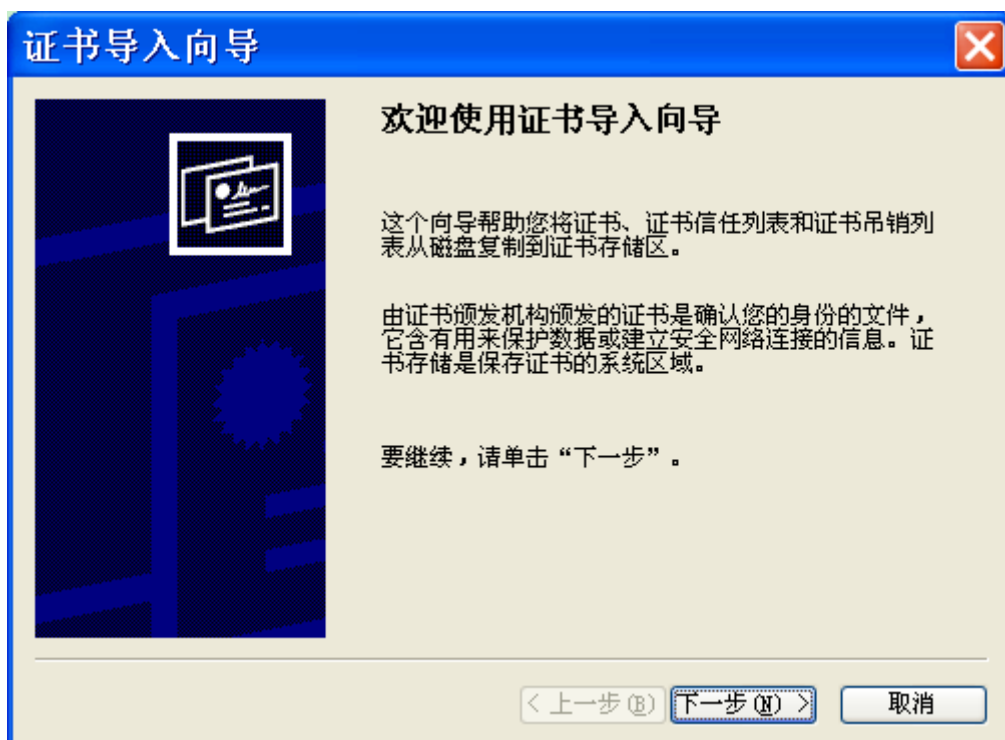 证书导入向导
欢迎使用证书导入向导
这个向导帮助您将证书、证书信任列表和证书吊销列
表从磁盘复制到证书存储区。
由证书颁发机构颁发的证书是确认您的身份的文件，
它含有用来保护数据或建立安全网络连接的信息。证
书存储是保存证书的系统区域。
要继续，请单击“下一步”。
< 上一步(B) 下一步(N) > 取消